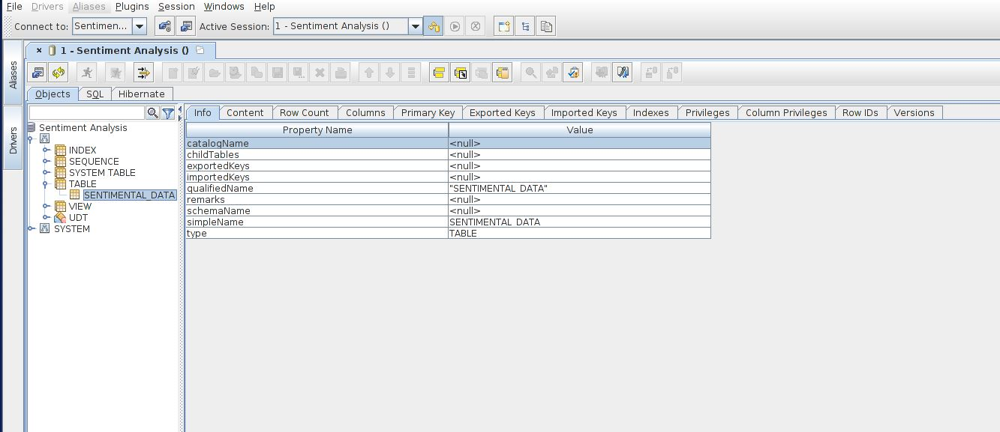 File Drivers Aliases Plugins Session Windows Help
Connect to: Sentimen... Active Session: 1 - Sentiment Analysis ()
Aliases
Drivers
× 1 - Sentiment Analysis ()
Objects SQL Hibernate
Info Content Row Count Columns Primary Key Exported Keys Imported Keys Indexes Privileges Column Privileges Row IDs Versions
Sentiment Analysis
INDEX
SEQUENCE
SYSTEM TABLE
TABLE
SENTIMENTAL_DATA
VIEW
UDT
SYSTEM
Property Name Value
catalogName <null>
childTables <null>
exportedKeys <null>
importedKeys <null>
qualifiedName "SENTIMENTAL_DATA"
remarks <null>
schemaName <null>
simpleName SENTIMENTAL_DATA
type TABLE